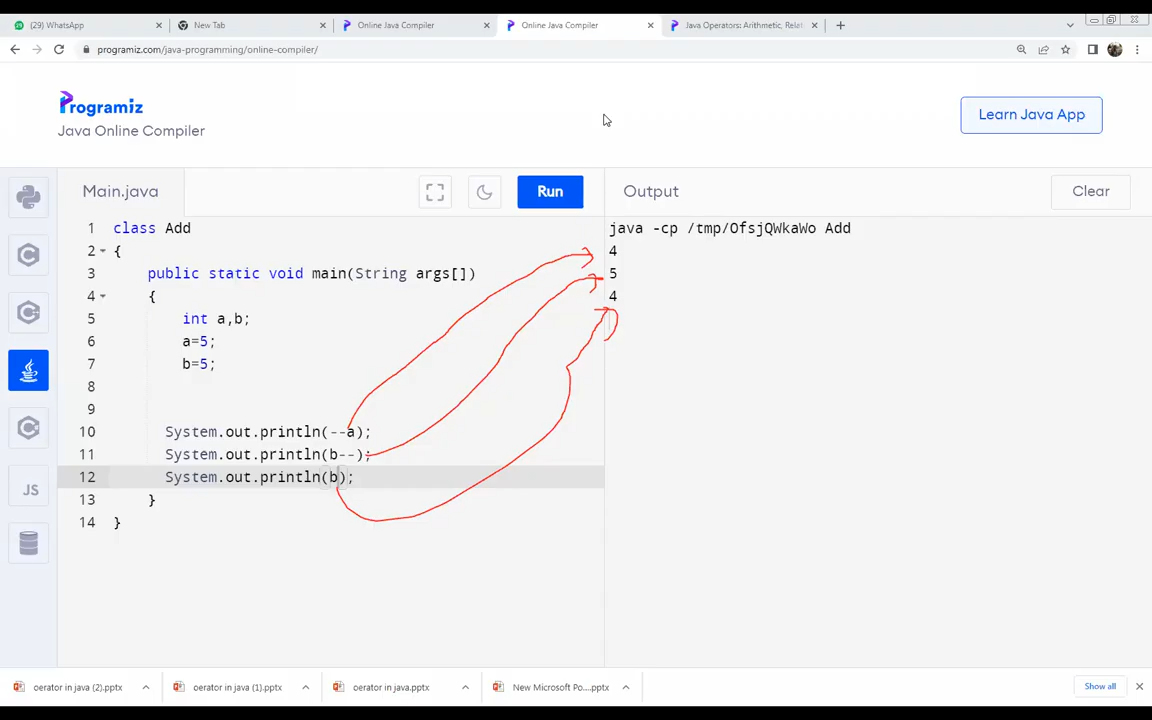 (29) WhatsApp
New Tab
Online Java Compiler
Online Java Compiler
Java Operators: Arithmetic, Relat
programiz.com/java-programming/online-compiler/
Programiz
Java Online Compiler
Learn Java App
Main.java
Run
Output
Clear
1 class Add
2 {
3 public static void main(String args[])
4 {
5 int a,b;
6 a=5;
7 b=5;
8
9
10 System.out.println(--a);
11 System.out.println(b--);
12 System.out.println(b);
13 }
14 }
java -cp /tmp/OfsjQWkaWo Add
4
5
4
JS
oerator in java (2).pptx
oerator in java (1).pptx
oerator in java.pptx
New Microsoft Po....pptx
Show all